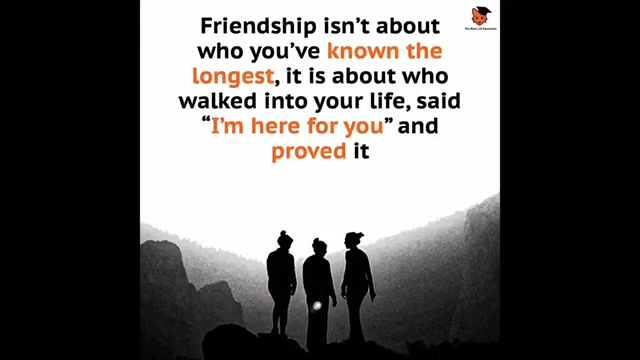 Friendship isn’t about
who you’ve known the
longest, it is about who
walked into your life, said
“I’m here for you” and
proved it